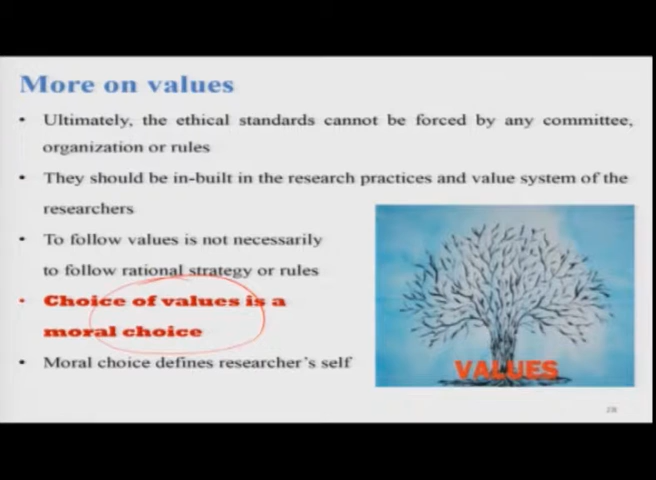 More on values
• Ultimately, the ethical standards cannot be forced by any committee,
organization or rules
• They should be in-built in the research practices and value system of the
researchers
• To follow values is not necessarily
to follow rational strategy or rules
• Choice of values is a
moral choice
• Moral choice defines researcher's self
VALUES